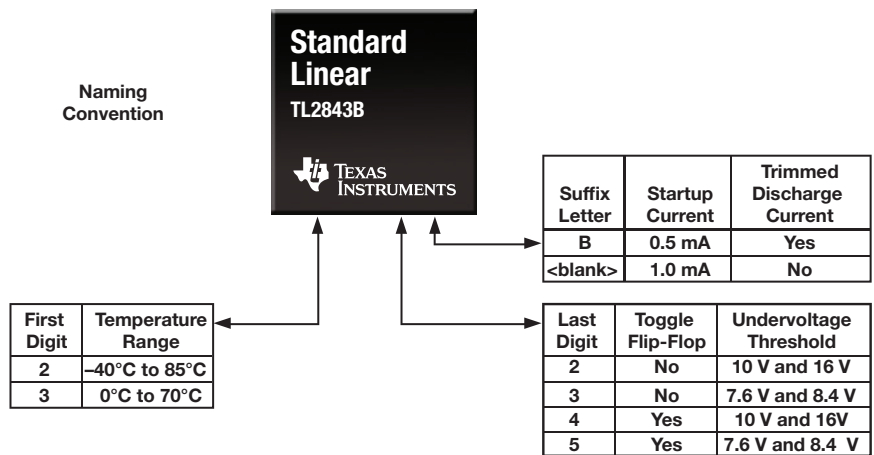 Naming
Convention
Standard
Linear
TL2843B
TEXAS
INSTRUMENTS
Suffix Letter | Startup Current | Trimmed Discharge Current
B | 0.5 mA | Yes
<blank> | 1.0 mA | No
First Digit | Temperature Range
2 | –40°C to 85°C
3 | 0°C to 70°C
Last Digit | Toggle Flip-Flop | Undervoltage Threshold
2 | No | 10 V and 16 V
3 | No | 7.6 V and 8.4 V
4 | Yes | 10 V and 16V
5 | Yes | 7.6 V and 8.4 V